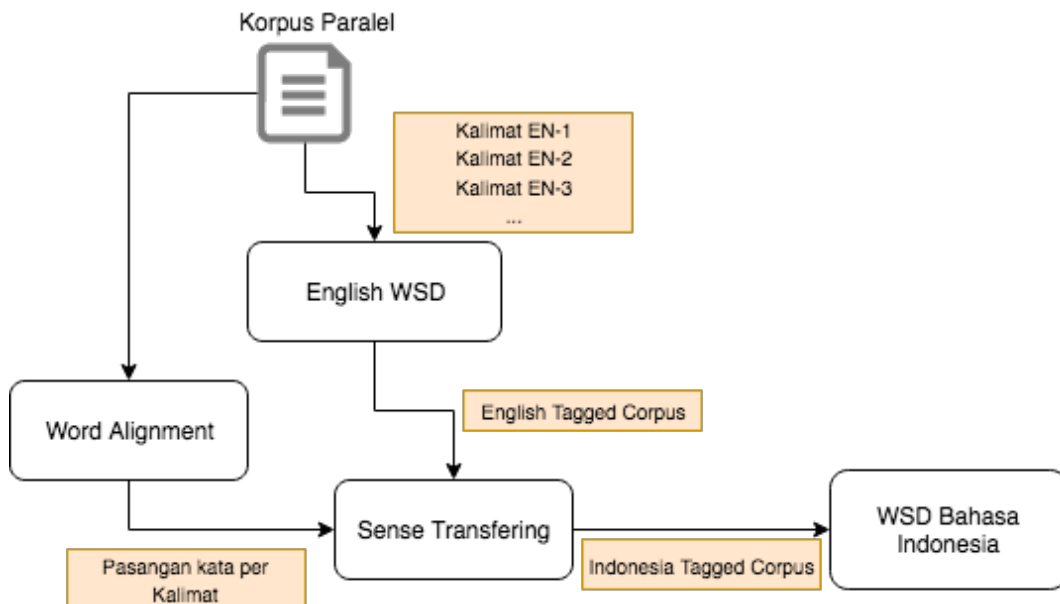 Korpus Paralel
Kalimat EN-1
Kalimat EN-2
Kalimat EN-3
...
English WSD
English Tagged Corpus
Word Alignment
Sense Transfering
WSD Bahasa
Indonesia
Pasangan kata per
Kalimat
Indonesia Tagged Corpus